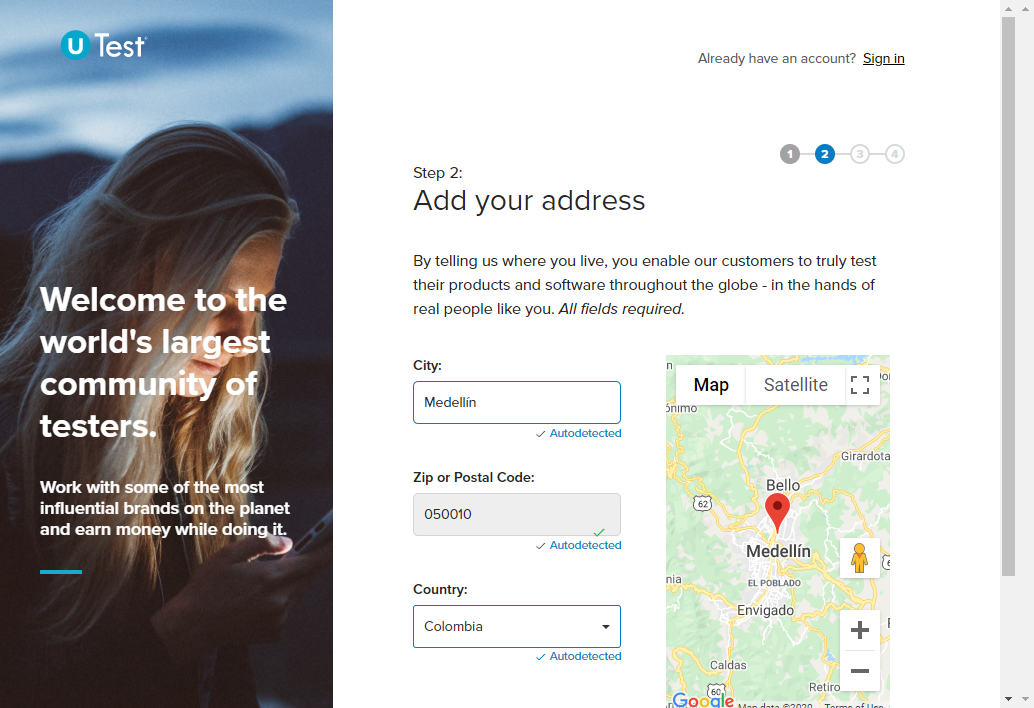 U Test
Already have an account? Sign in
1 2 3 4
Step 2:
Add your address
By telling us where you live, you enable our customers to truly test
their products and software throughout the globe - in the hands of
real people like you. All fields required.
Welcome to the
world's largest
community of
testers.
Work with some of the most
influential brands on the planet
and earn money while doing it.
City:
Medellín
Autodetected
Zip or Postal Code:
050010
Autodetected
Country:
Colombia
Autodetected
Map Satellite
ónimo
Girardota
Bello
62
Medellín
EL POBLADO
nia
Envigado
Caldas
60
Retiro
Google Map data ©2020 Terms of Use